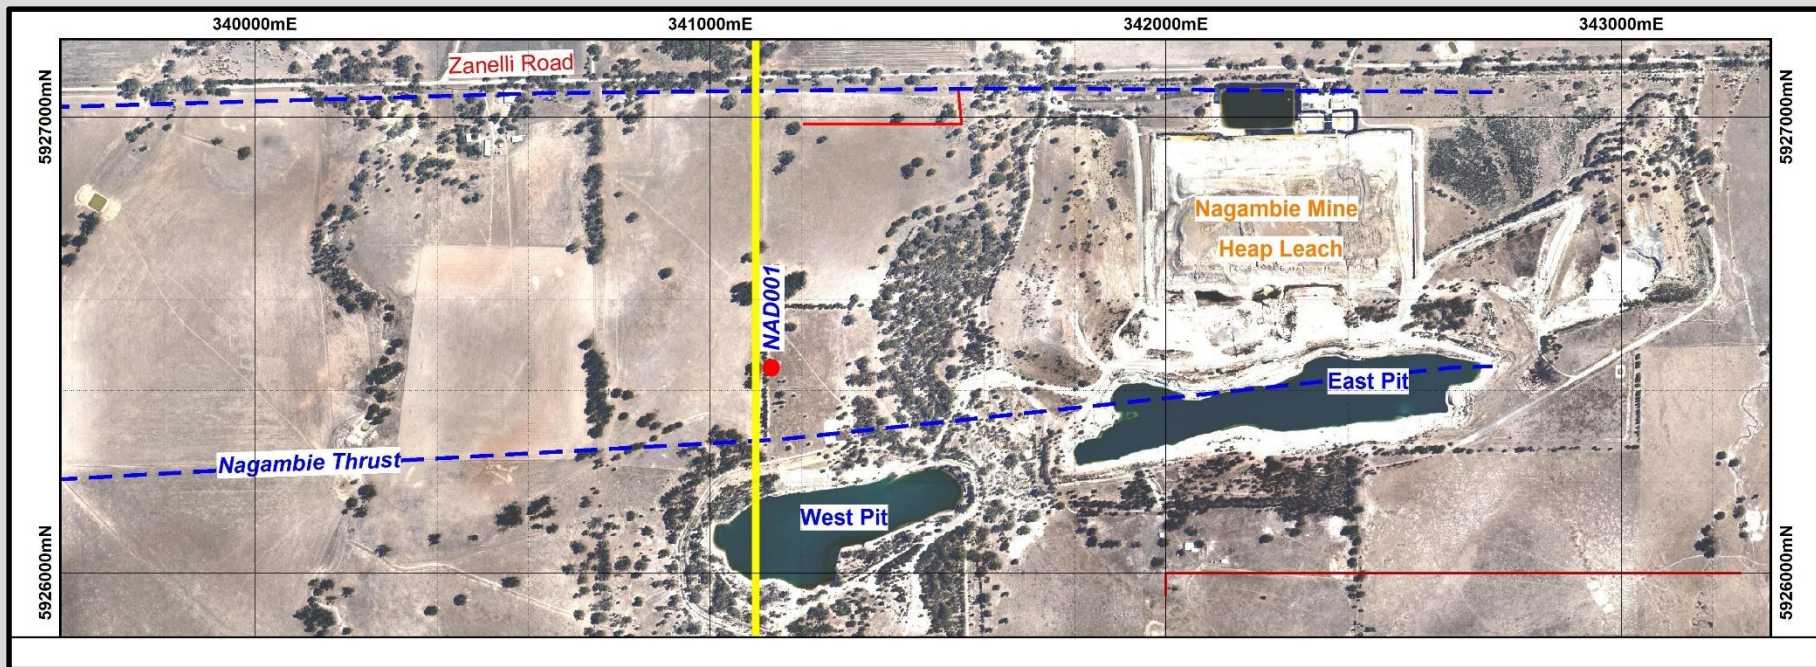 340000mE
341000mE
342000mE
343000mE
Zanelli Road
5927000mN
5927000mN
Nagambie Mine
Heap Leach
NAD001
East Pit
Nagambie Thrust
West Pit
5926000mN
5926000mN